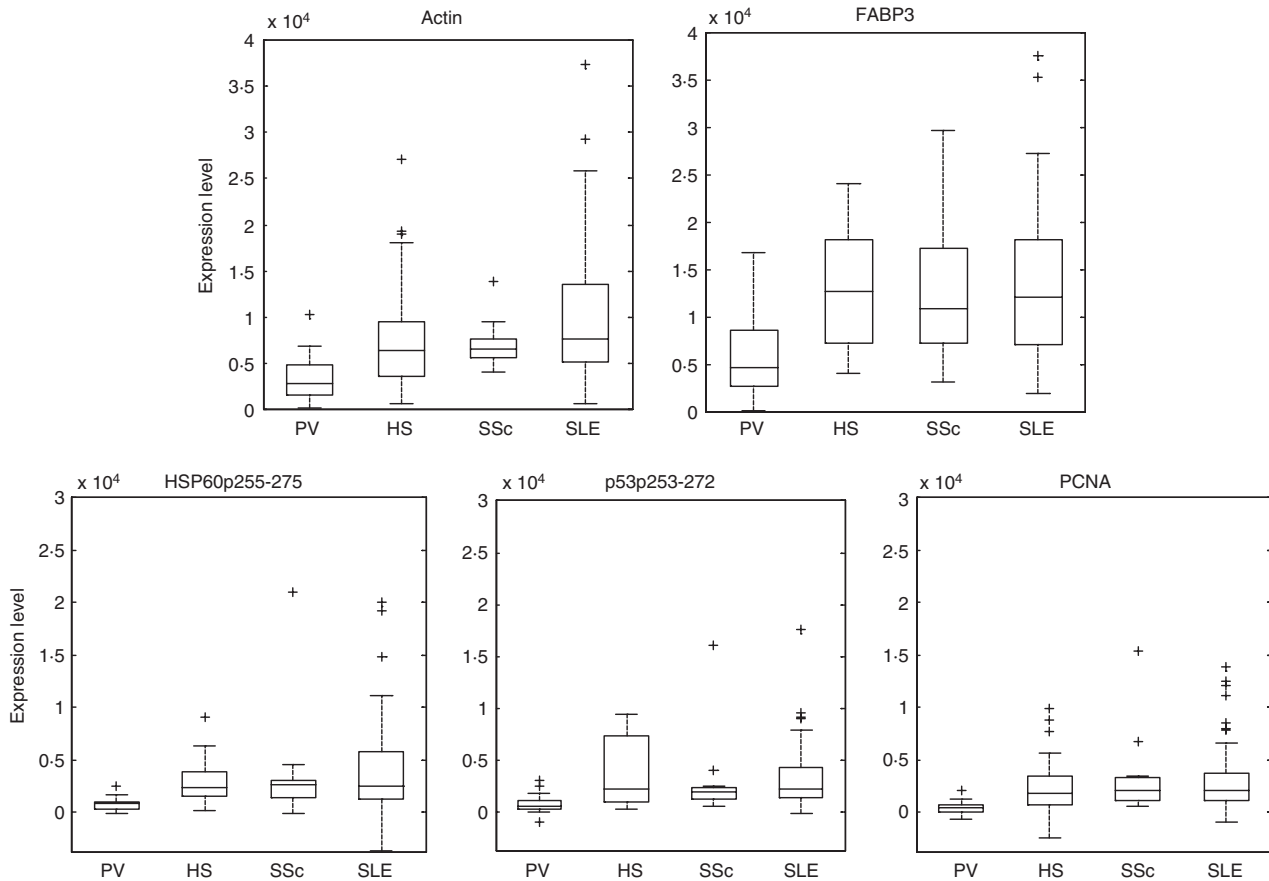 x 10⁴
Actin
4
3·5
3
2·5
2
1·5
1
0·5
0
Expression level
PV HS SSc SLE
x 10⁴
FABP3
4
3·5
3
2·5
2
1·5
1
0·5
0
PV HS SSc SLE
x 10⁴
HSP60p255-275
3
2·5
2
1·5
1
0·5
0
Expression level
PV HS SSc SLE
x 10⁴
p53p253-272
3
2·5
2
1·5
1
0·5
0
PV HS SSc SLE
x 10⁴
PCNA
3
2·5
2
1·5
1
0·5
0
PV HS SSc SLE